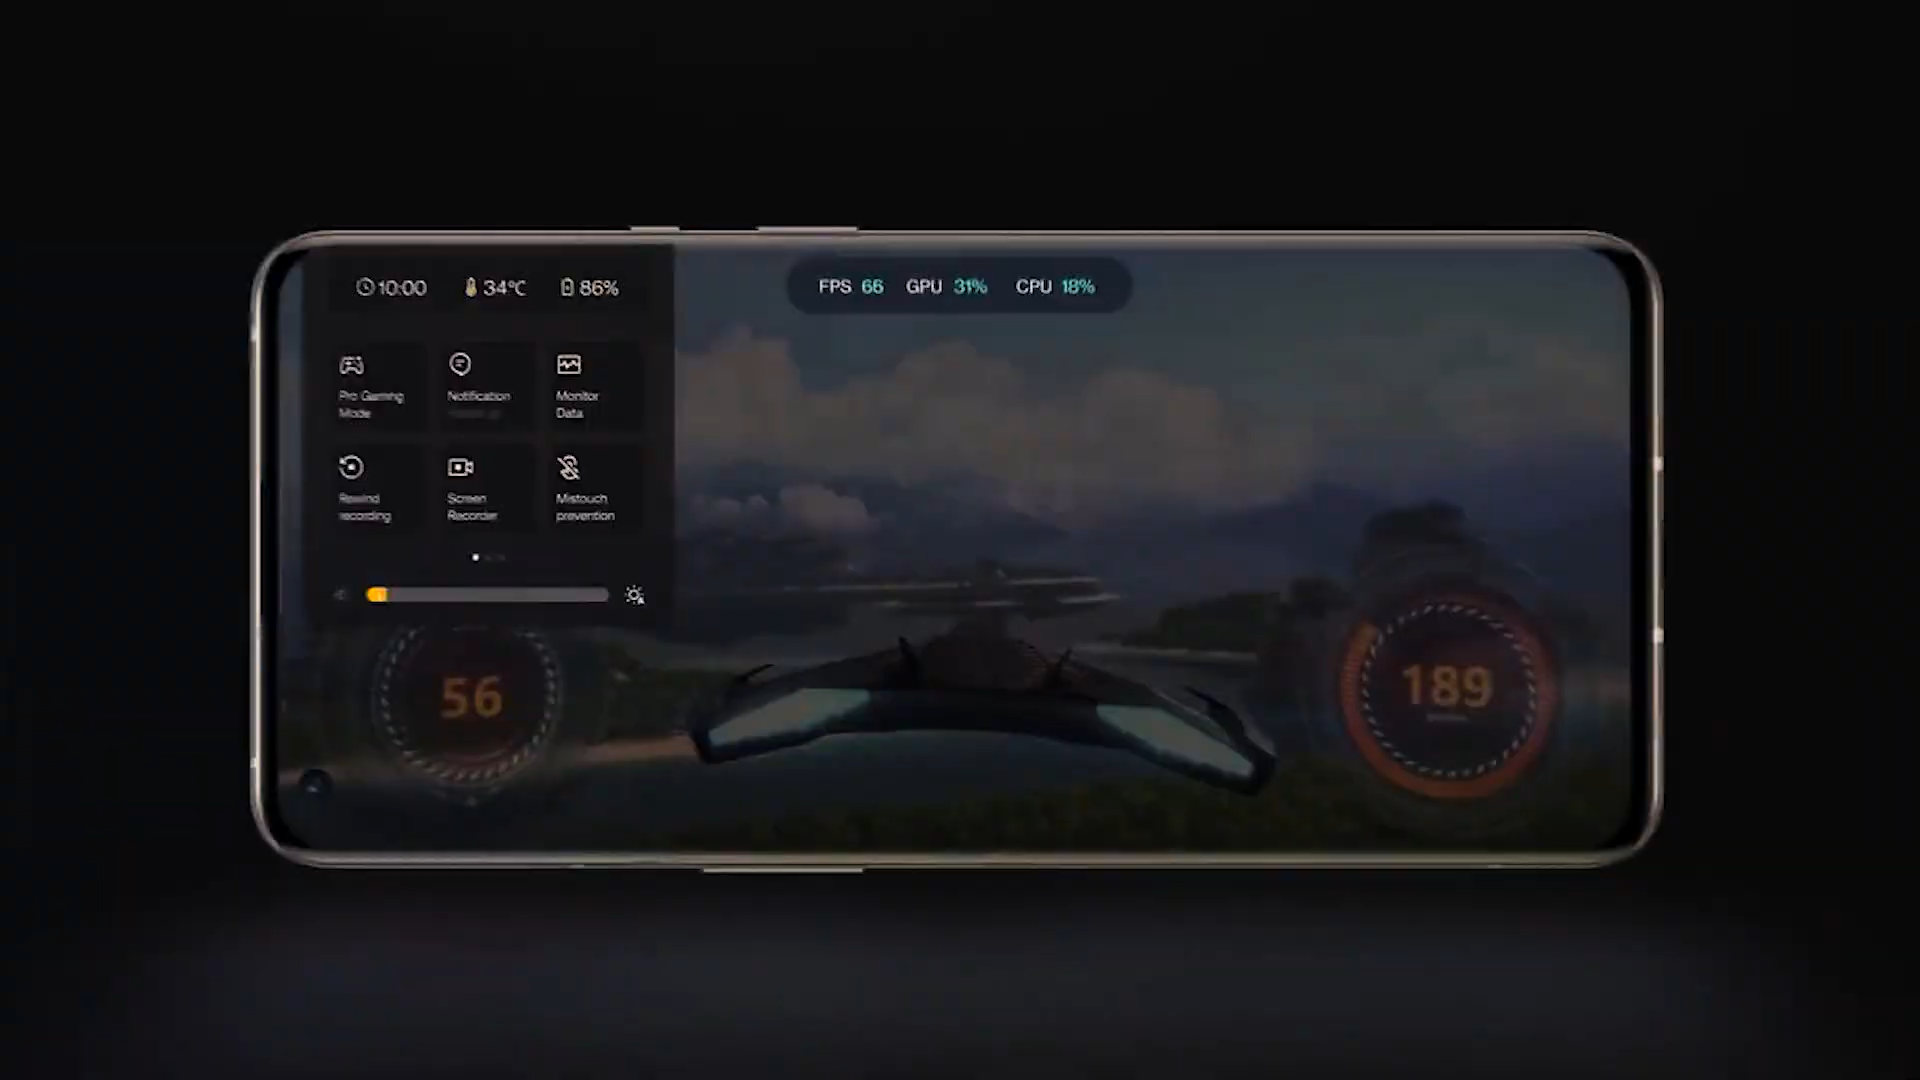 10:00 34°C 86%
FPS 66 GPU 31% CPU 18%
Pro Gaming
Mode
Notification
Monitor
Data
Rewind
recording
Screen
Recorder
Mistouch
prevention
56
189